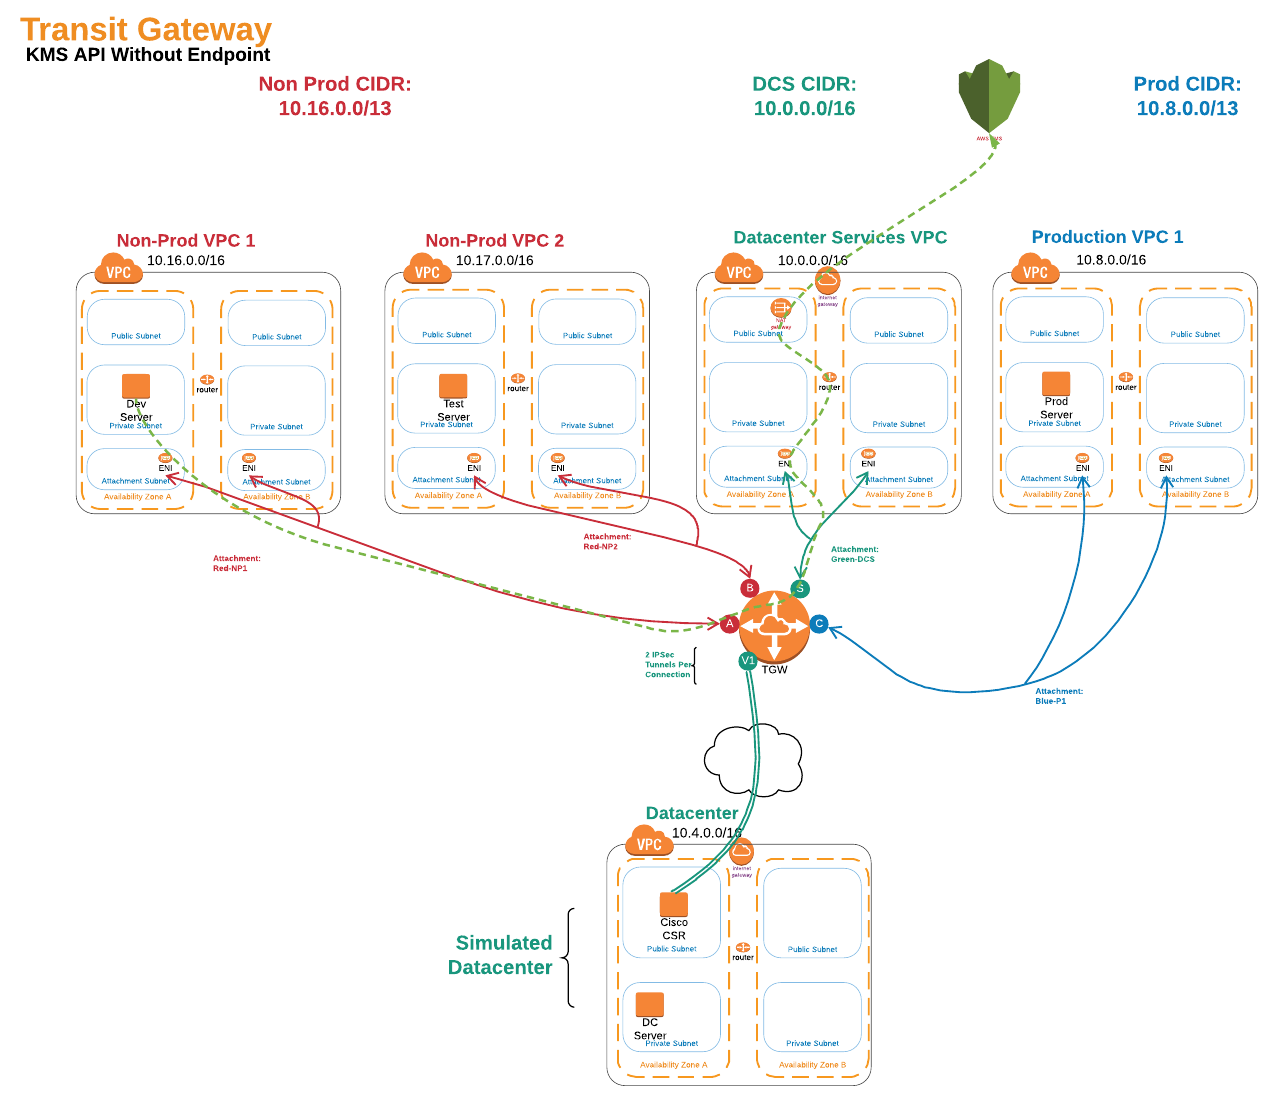 Transit Gateway
KMS API Without Endpoint
Non Prod CIDR:
10.16.0.0/13
DCS CIDR:
10.0.0.0/16
Prod CIDR:
10.8.0.0/13
Non-Prod VPC 1
10.16.0.0/16
VPC
Public Subnet
Public Subnet
Dev
Server
Private Subnet
router
Private Subnet
ENI
Attachment Subnet
Availability Zone A
ENI
Attachment Subnet
Availability Zone B
Non-Prod VPC 2
10.17.0.0/16
VPC
Public Subnet
Public Subnet
Test
Server
Private Subnet
router
Private Subnet
ENI
Attachment Subnet
Availability Zone A
ENI
Attachment Subnet
Availability Zone B
Datacenter Services VPC
10.0.0.0/16
VPC
Internet
gateway
NAT
gateway
Public Subnet
Public Subnet
router
Private Subnet
Private Subnet
ENI
Attachment Subnet
Availability Zone A
ENI
Attachment Subnet
Availability Zone B
Production VPC 1
10.8.0.0/16
VPC
Public Subnet
Public Subnet
Prod
Server
Private Subnet
router
Private Subnet
ENI
Attachment Subnet
Availability Zone A
ENI
Attachment Subnet
Availability Zone B
Attachment:
Red-NP1
Attachment:
Red-NP2
Attachment:
Green-DCS
Attachment:
Blue-P1
B
S
A
C
V1
TGW
2 IPSec
Tunnels Per
Connection
Datacenter
10.4.0.0/16
VPC
Internet
gateway
Cisco
CSR
Public Subnet
Public Subnet
router
Simulated
Datacenter
DC
Server
Private Subnet
Private Subnet
Availability Zone A
Availability Zone B